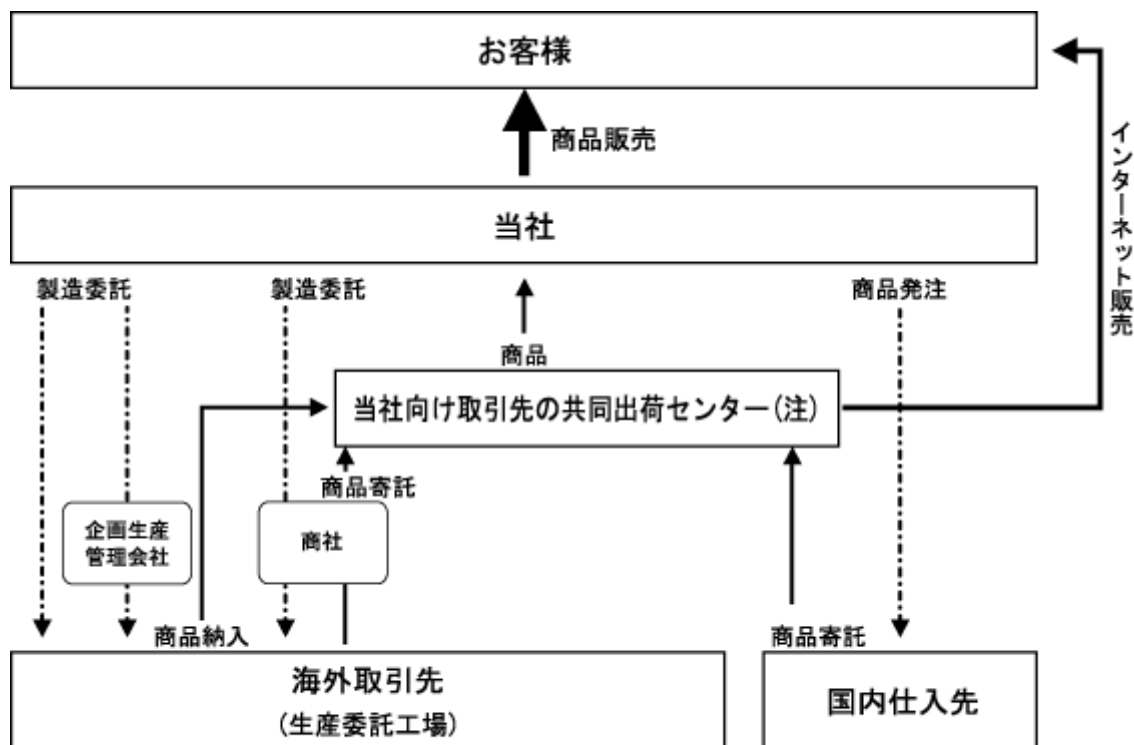 お客様
商品販売
インターネット販売
当社
製造委託
製造委託
商品発注
商品
当社向け取引先の共同出荷センター(注)
商品寄託
企画生産
管理会社
商社
商品納入
商品寄託
海外取引先
(生産委託工場)
国内仕入先